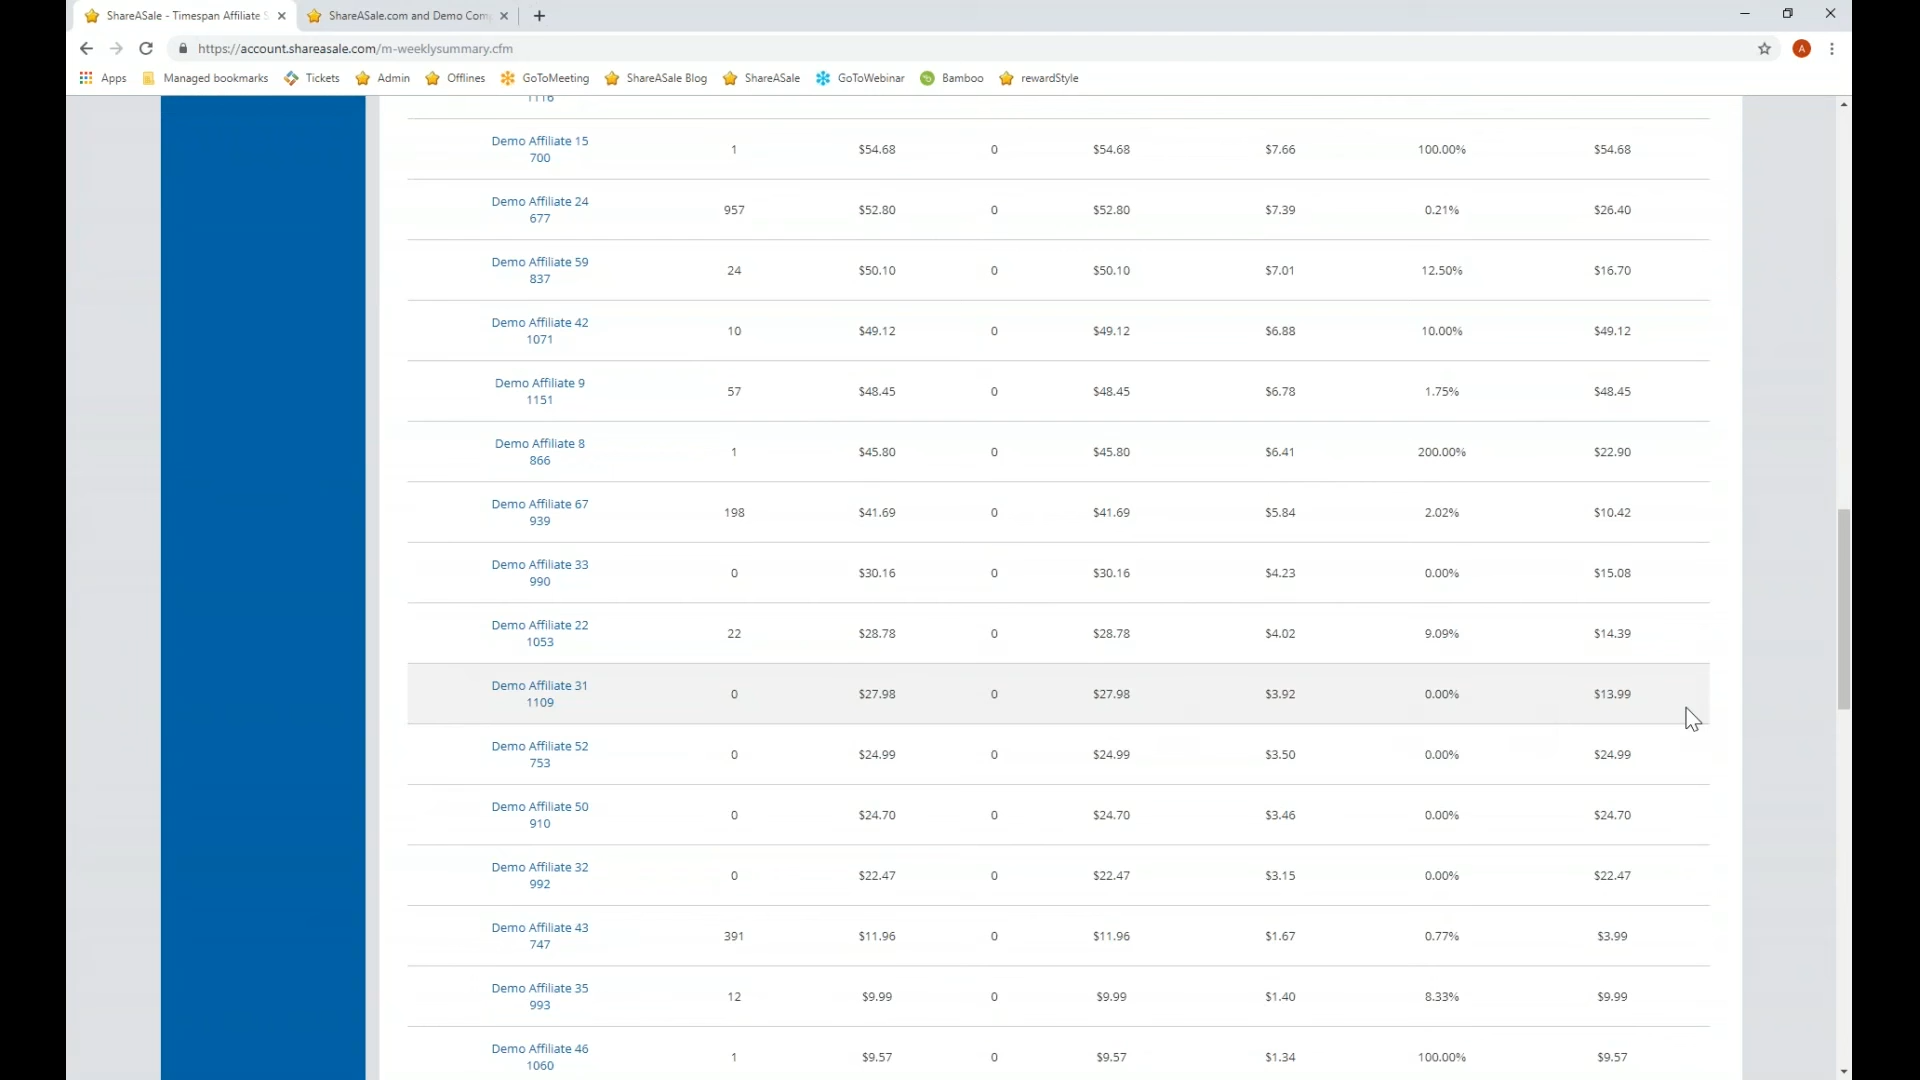 ShareASale - Timespan Affiliate S
ShareASale.com and Demo Com
https://account.shareasale.com/m-weeklysummary.cfm
A
Apps Managed bookmarks Tickets Admin Offlines GoToMeeting ShareASale Blog ShareASale GoToWebinar Bamboo rewardStyle
1116
Demo Affiliate 15
700
1 $54.68 0 $54.68 $7.66 100.00% $54.68
Demo Affiliate 24
677
957 $52.80 0 $52.80 $7.39 0.21% $26.40
Demo Affiliate 59
837
24 $50.10 0 $50.10 $7.01 12.50% $16.70
Demo Affiliate 42
1071
10 $49.12 0 $49.12 $6.88 10.00% $49.12
Demo Affiliate 9
1151
57 $48.45 0 $48.45 $6.78 1.75% $48.45
Demo Affiliate 8
866
1 $45.80 0 $45.80 $6.41 200.00% $22.90
Demo Affiliate 67
939
198 $41.69 0 $41.69 $5.84 2.02% $10.42
Demo Affiliate 33
990
0 $30.16 0 $30.16 $4.23 0.00% $15.08
Demo Affiliate 22
1053
22 $28.78 0 $28.78 $4.02 9.09% $14.39
Demo Affiliate 31
1109
0 $27.98 0 $27.98 $3.92 0.00% $13.99
Demo Affiliate 52
753
0 $24.99 0 $24.99 $3.50 0.00% $24.99
Demo Affiliate 50
910
0 $24.70 0 $24.70 $3.46 0.00% $24.70
Demo Affiliate 32
992
0 $22.47 0 $22.47 $3.15 0.00% $22.47
Demo Affiliate 43
747
391 $11.96 0 $11.96 $1.67 0.77% $3.99
Demo Affiliate 35
993
12 $9.99 0 $9.99 $1.40 8.33% $9.99
Demo Affiliate 46
1060
1 $9.57 0 $9.57 $1.34 100.00% $9.57